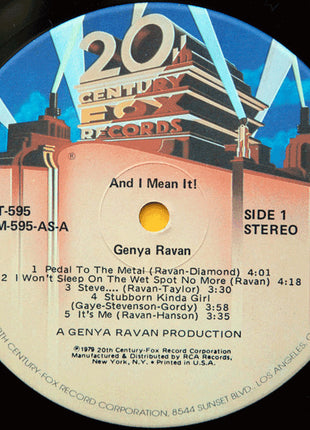 20th
CENTURY
FOX
RECORDS
®
And I Mean It!
T-595
M-595-AS-A
SIDE 1
STEREO
Genya Ravan
1 Pedal To The Metal (Ravan-Diamond) 4:01
2 I Won't Sleep On The Wet Spot No More (Ravan) 4:18
3 Steve.... (Ravan-Taylor) 3:30
4 Stubborn Kinda Girl
(Gaye-Stevenson-Gordy) 3:58
5 It's Me (Ravan-Hanson) 3:35
A GENYA RAVAN PRODUCTION
℗1979 20th Century-Fox Record Corporation
Manufactured & Distributed by RCA Records,
New York, N.Y. • Printed in U.S.A.
20TH CENTURY-FOX RECORD CORPORATION, 8544 SUNSET BLVD., LOS ANGELES, C